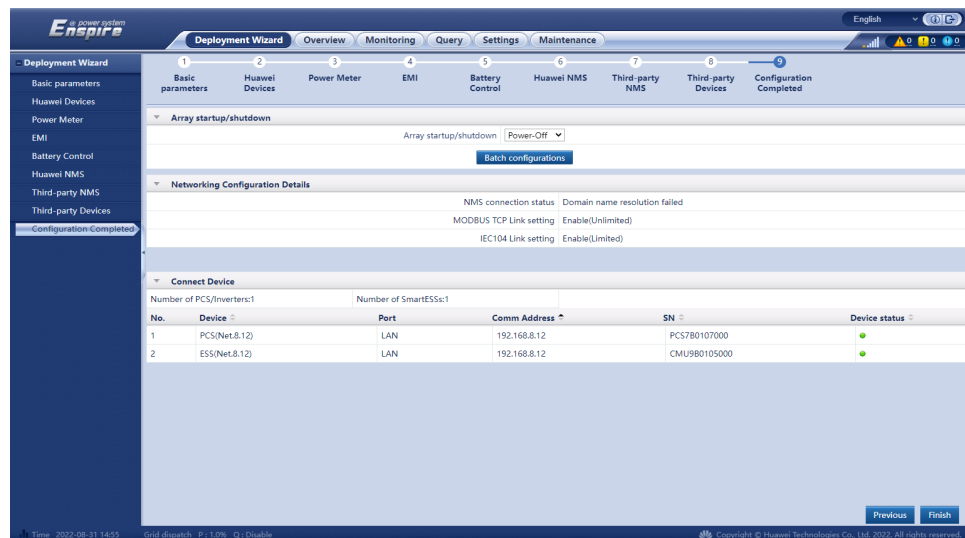 @ power system
Enspire
English
Deployment Wizard
Overview
Monitoring
Query
Settings
Maintenance
0
0
0
Deployment Wizard
Basic parameters
Huawei Devices
Power Meter
EMI
Battery Control
Huawei NMS
Third-party NMS
Third-party Devices
Configuration Completed
1
2
3
4
5
6
7
8
9
Basic
parameters
Huawei
Devices
Power Meter
EMI
Battery
Control
Huawei NMS
Third-party
NMS
Third-party
Devices
Configuration
Completed
Array startup/shutdown
Array startup/shutdown Power-Off
Batch configurations
Networking Configuration Details
NMS connection status Domain name resolution failed
MODBUS TCP Link setting Enable(Unlimited)
IEC104 Link setting Enable(Limited)
Connect Device
Number of PCS/Inverters:1 Number of SmartESSs:1
No. Device Port Comm Address SN Device status
1 PCS(Net.8.12) LAN 192.168.8.12 PCS7B0107000
2 ESS(Net.8.12) LAN 192.168.8.12 CMU9B0105000
Previous Finish
Time 2022-08-31 14:55 Grid dispatch P : 1.0% Q : Disable Copyright © Huawei Technologies Co., Ltd. 2022. All rights reserved.